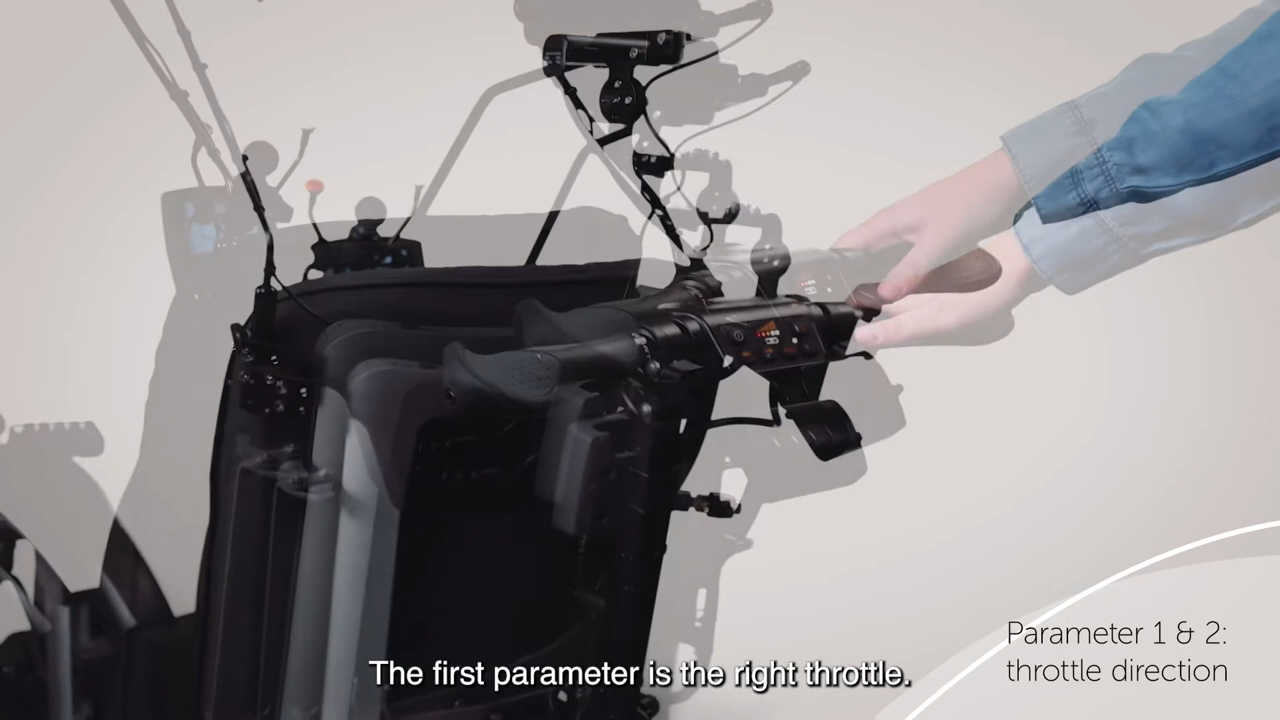 Parameter 1 & 2:
throttle direction
The first parameter is the right throttle.